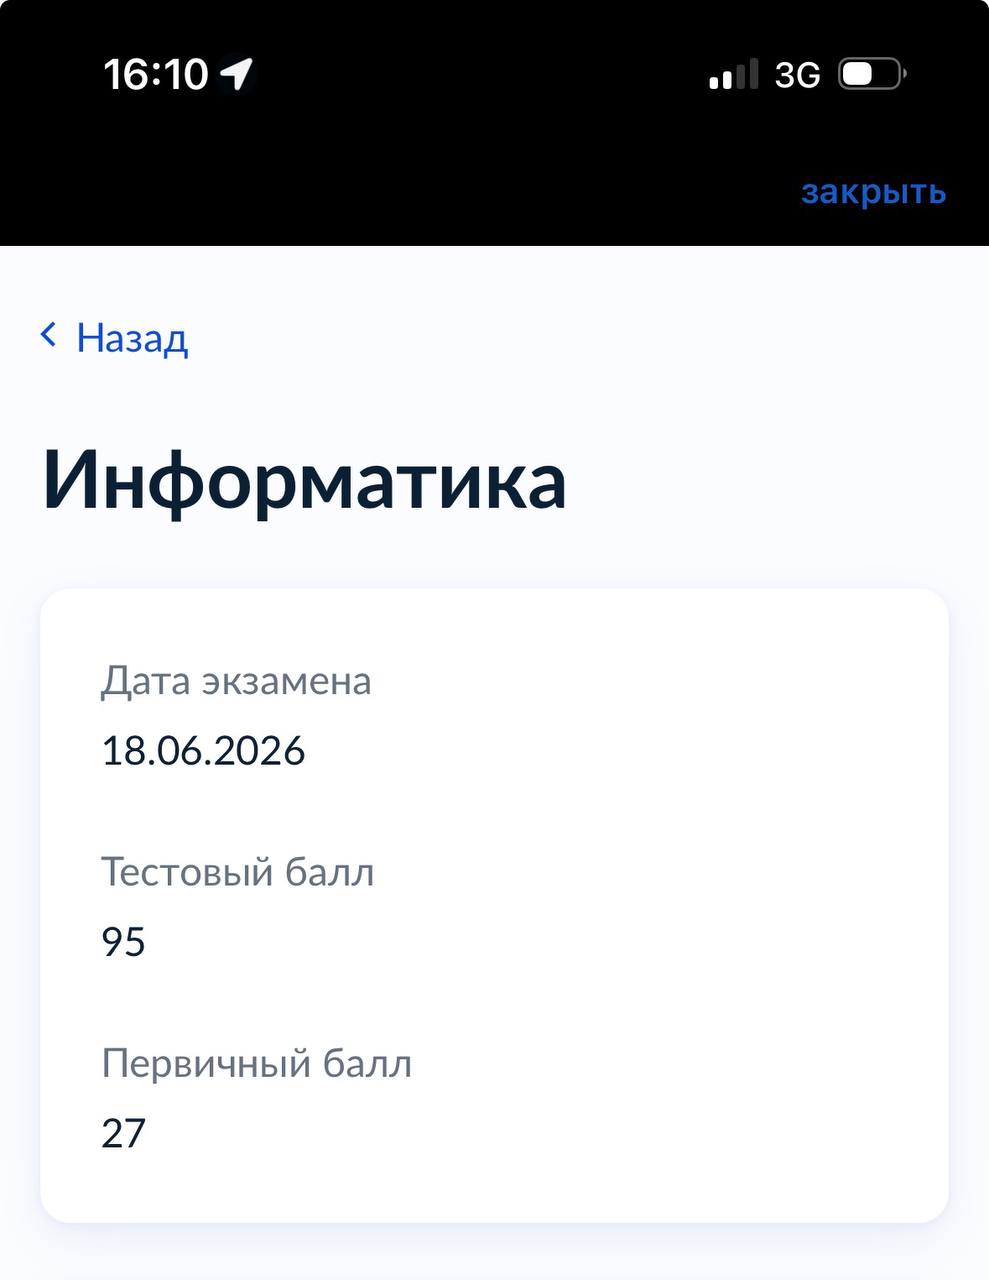 16:10
3G
закрыть
Назад
Информатика
Дата экзамена
18.06.2026
Тестовый балл
95
Первичный балл
27